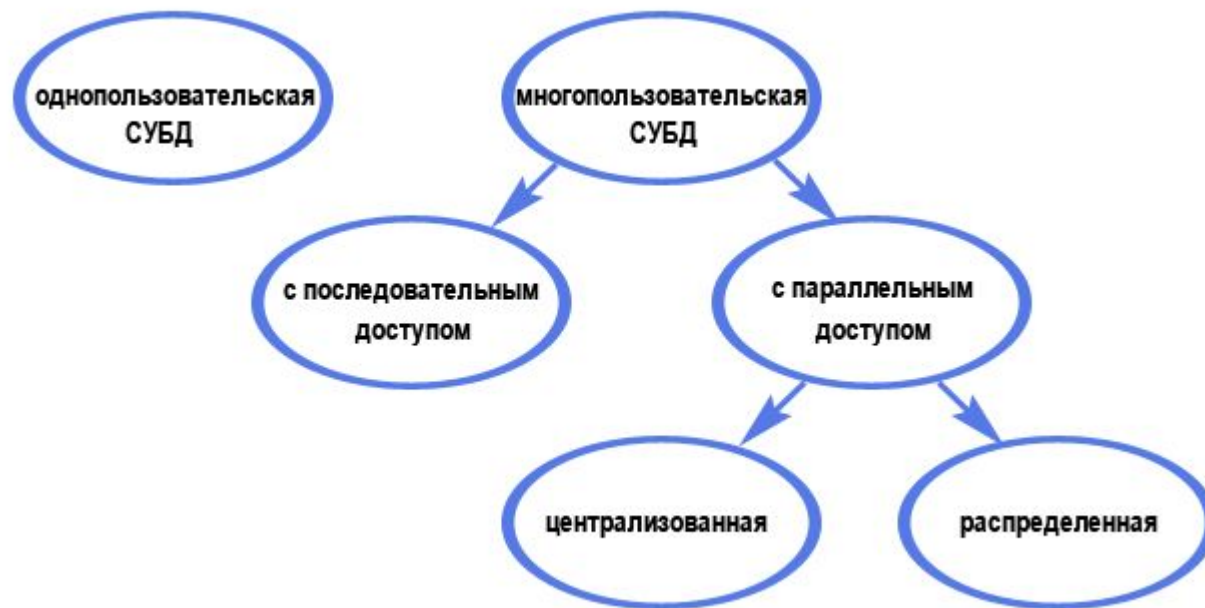 однопользовательская
СУБД
многопользовательская
СУБД
с последовательным
доступом
с параллельным
доступом
централизованная
распределенная